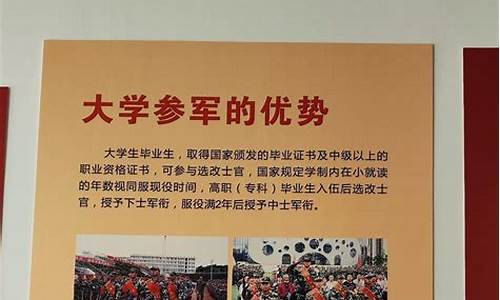 大学参军的优势
大学生毕业生，取得国家颁发的毕业证书及中级以上的
职业资格证书，可参与选改士官，国家规定学制内在小就读
的年数视同服现役时间，高职（专科）毕业生入伍后选改士
官，授予下士军衔，服役满2年后授予中士军衔。